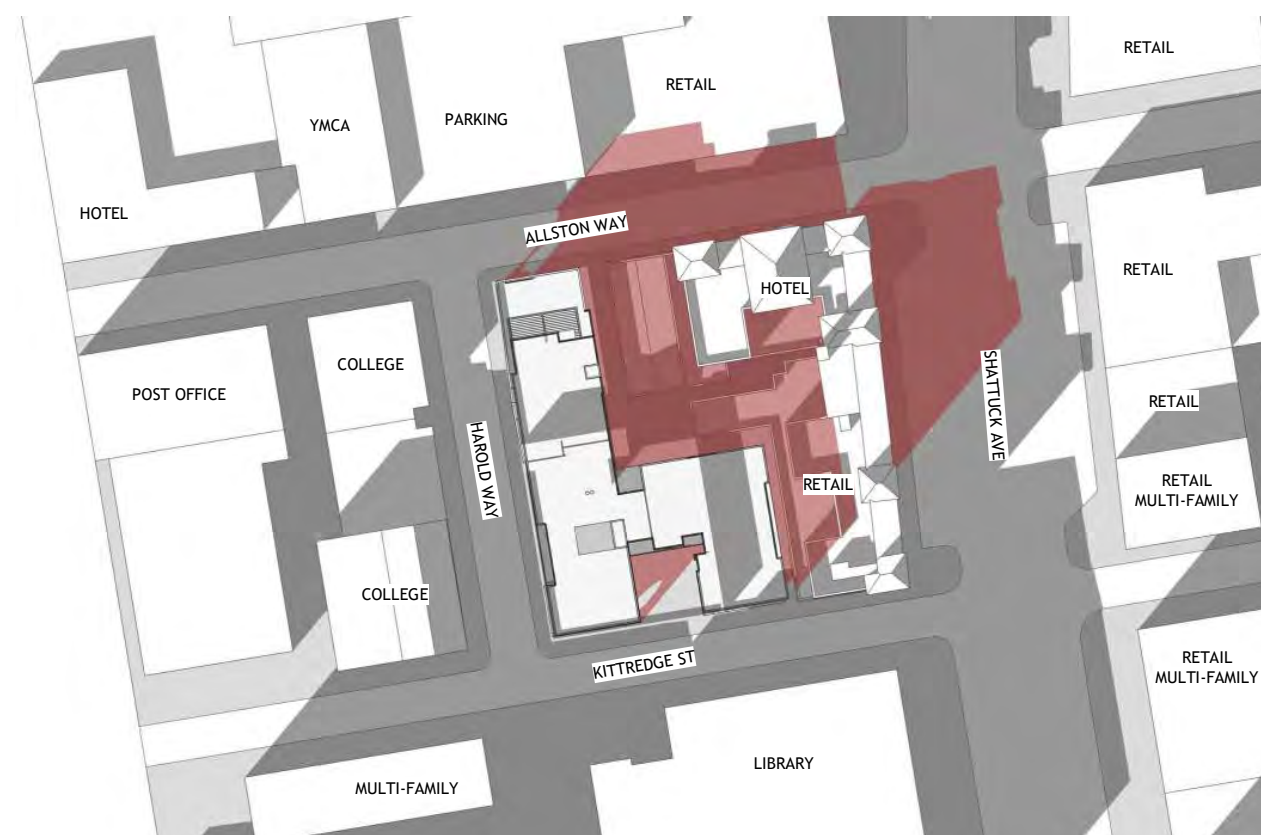 RETAIL
RETAIL
PARKING
YMCA
HOTEL
ALLSTON WAY
RETAIL
HOTEL
COLLEGE
POST OFFICE
SHATTUCK AVE
RETAIL
HAROLD WAY
RETAIL
RETAIL
MULTI-FAMILY
COLLEGE
KITTREDGE ST
RETAIL
MULTI-FAMILY
LIBRARY
MULTI-FAMILY